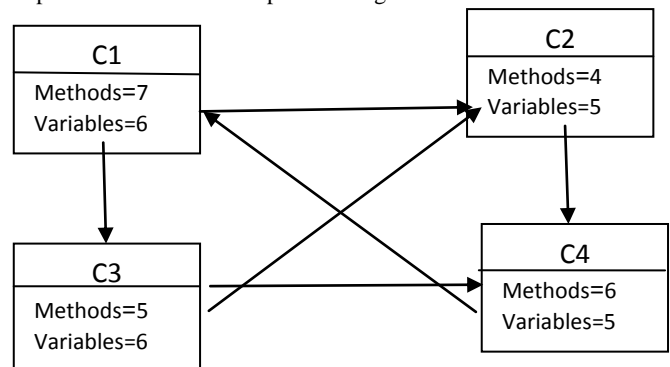 C1
Methods=7
Variables=6
C2
Methods=4
Variables=5
C3
Methods=5
Variables=6
C4
Methods=6
Variables=5